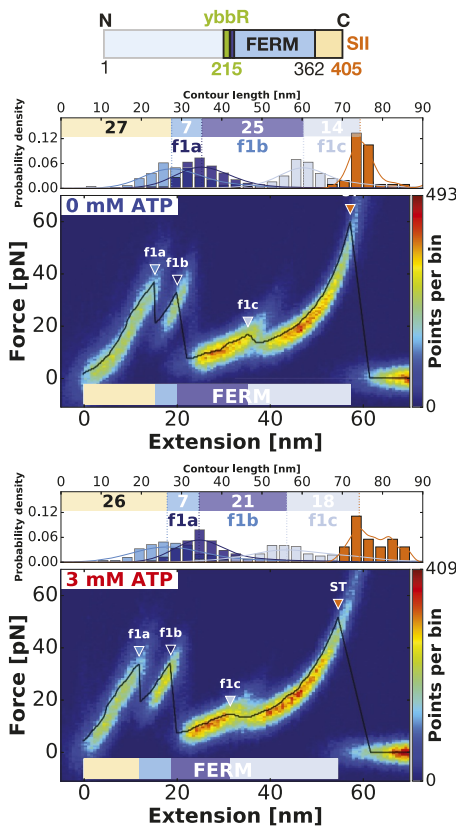 ybbR
N C
FERM SII
1 215 362 405
Contour length [nm]
0 10 20 30 40 50 60 70 80 90
Probability density
0.12
0.06
0.0
27 7 25 14
f1a f1b f1c
0 mM ATP
493
Force [pN]
60
40
20
0
f1a
f1b
f1c
FERM
Points per bin
0
0 20 40 60
Extension [nm]
Contour length [nm]
0 10 20 30 40 50 60 70 80 90
Probability density
0.12
0.06
0.0
26 7 21 18
f1a f1b f1c
3 mM ATP
409
Force [pN]
60
40
20
0
f1a
f1b
f1c
ST
FERM
Points per bin
0
0 20 40 60
Extension [nm]